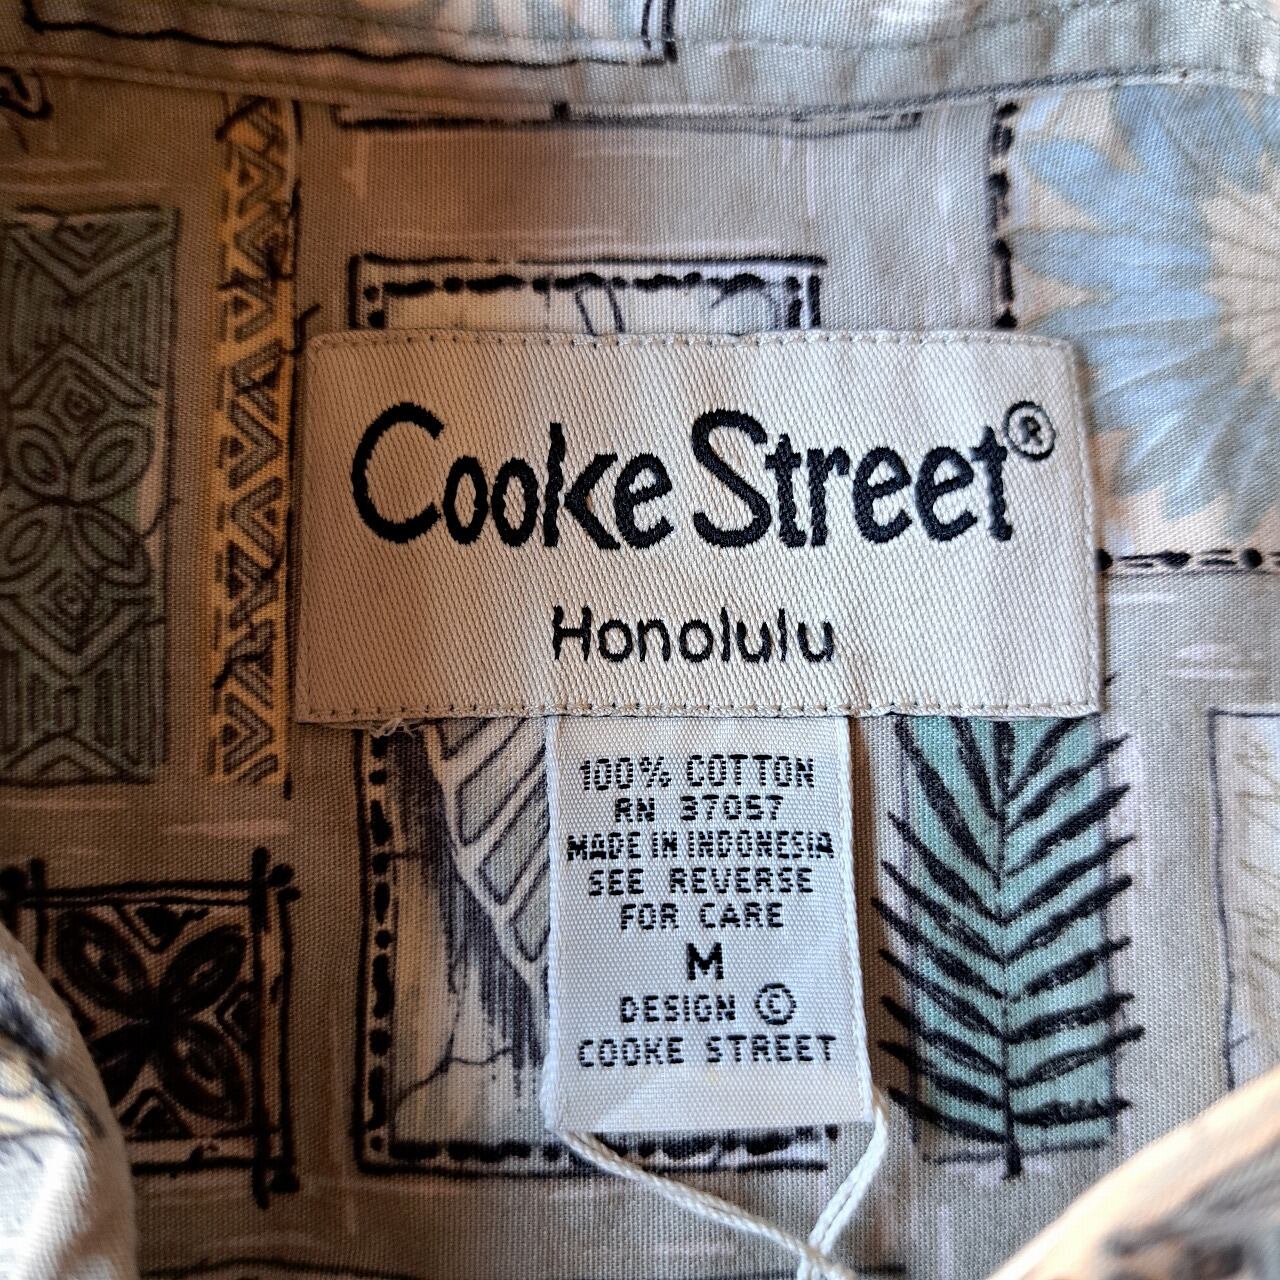 Cooke Street®
Honolulu
100% COTTON
RN 37057
MADE IN INDONESIA
SEE REVERSE
FOR CARE
M
DESIGN ©
COOKE STREET